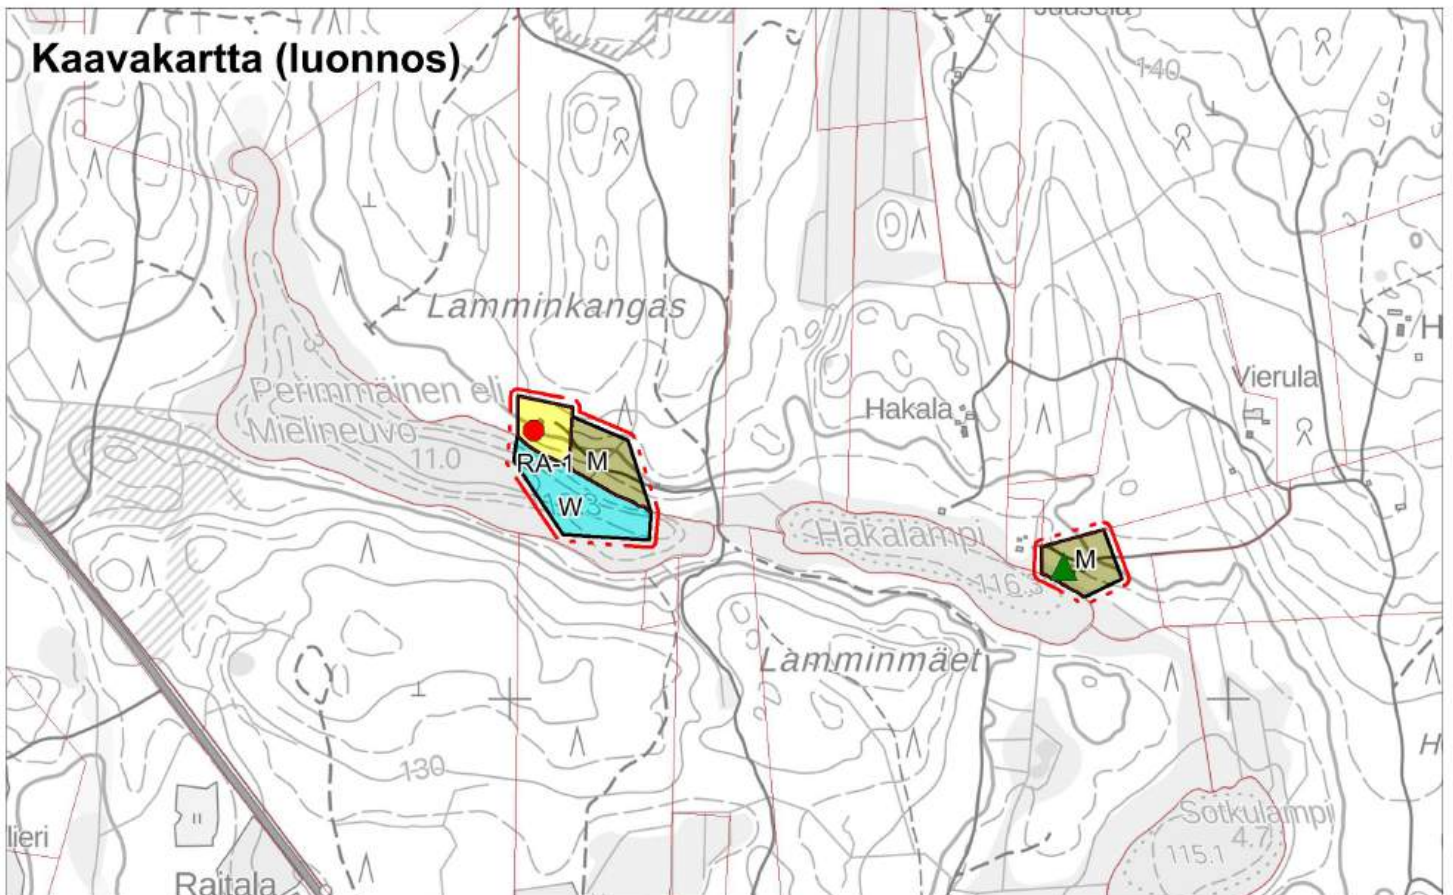 Kaavakartta (luonnos)
140
Lamminkangas
Perimmäinen eli
Mielineuvo
11.0
Hakala
Vierula
H
RA-1
M
W
Hakalampi
116.3
M
Lamminmäet
130
H
Sotkulampi
4.7
115.1
lieri
Raitala